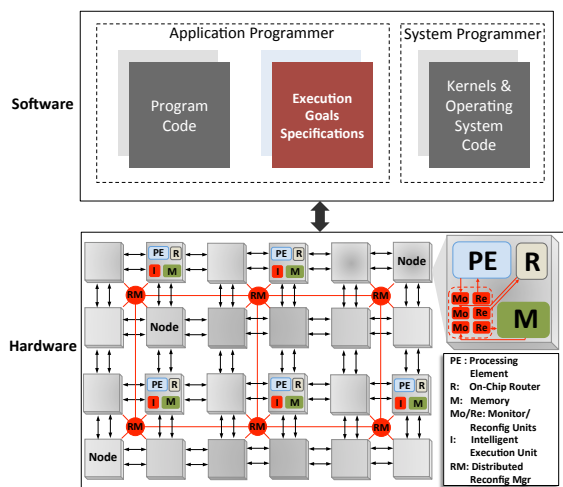 Application Programmer
System Programmer
Software
Program
Code
Execution
Goals
Specifications
Kernels &
Operating
System
Code
Hardware
PE R
I M
PE R
I M
Node
RM
RM
RM
Node
PE R
I M
PE R
I M
PE R
I M
RM
RM
RM
Node
PE
R
Mo Re
Mo Re
Mo Re
M
PE : Processing
Element
R: On-Chip Router
M: Memory
Mo/Re: Monitor/
Reconfig Units
I: Intelligent
Execution Unit
RM: Distributed
Reconfig Mgr